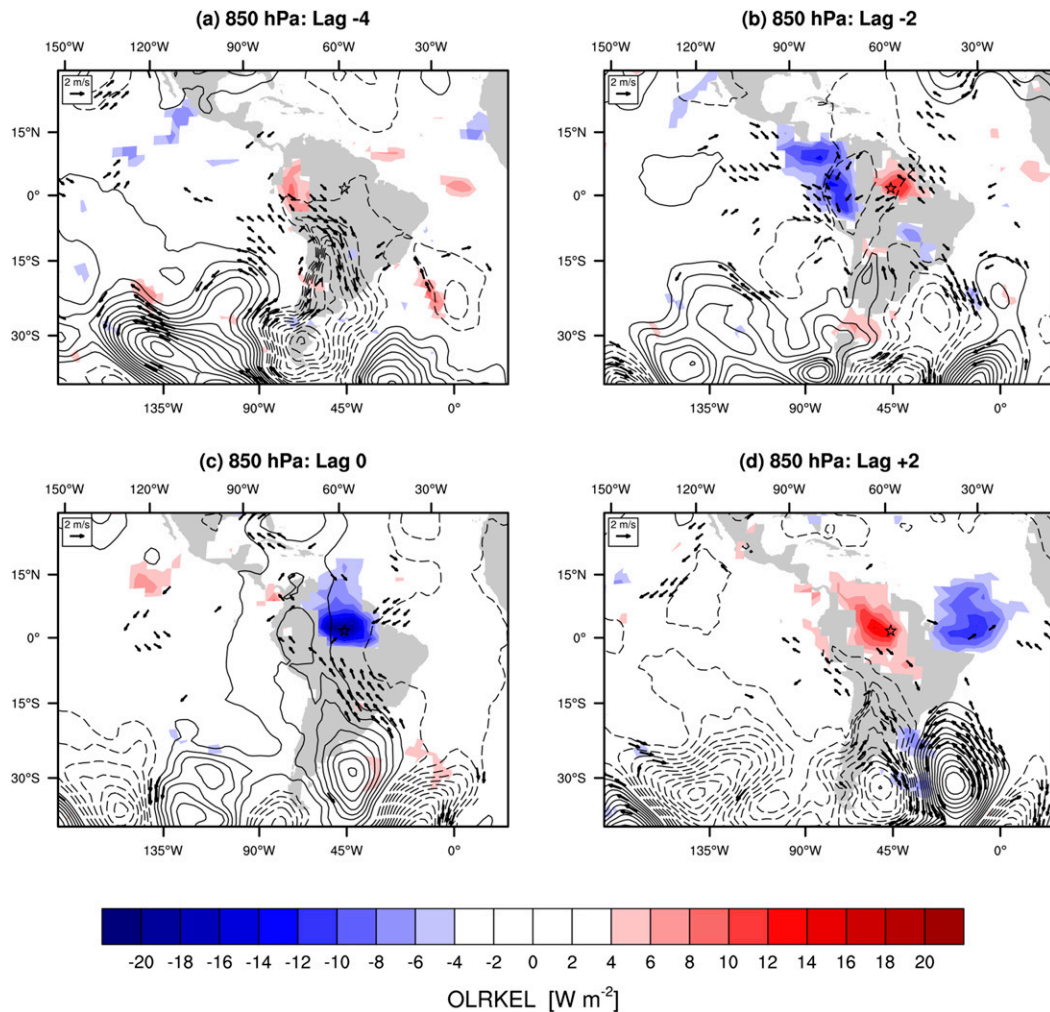 (a) 850 hPa: Lag -4
150°W 120°W 90°W 60°W 30°W
2 m/s
15°N
0°
15°S
30°S
135°W 90°W 45°W 0°
(b) 850 hPa: Lag -2
150°W 120°W 90°W 60°W 30°W
2 m/s
15°N
0°
15°S
30°S
135°W 90°W 45°W 0°
(c) 850 hPa: Lag 0
150°W 120°W 90°W 60°W 30°W
2 m/s
15°N
0°
15°S
30°S
135°W 90°W 45°W 0°
(d) 850 hPa: Lag +2
150°W 120°W 90°W 60°W 30°W
2 m/s
15°N
0°
15°S
30°S
135°W 90°W 45°W 0°
-20 -18 -16 -14 -12 -10 -8 -6 -4 -2 0 2 4 6 8 10 12 14 16 18 20
OLRKEL [W m⁻²]